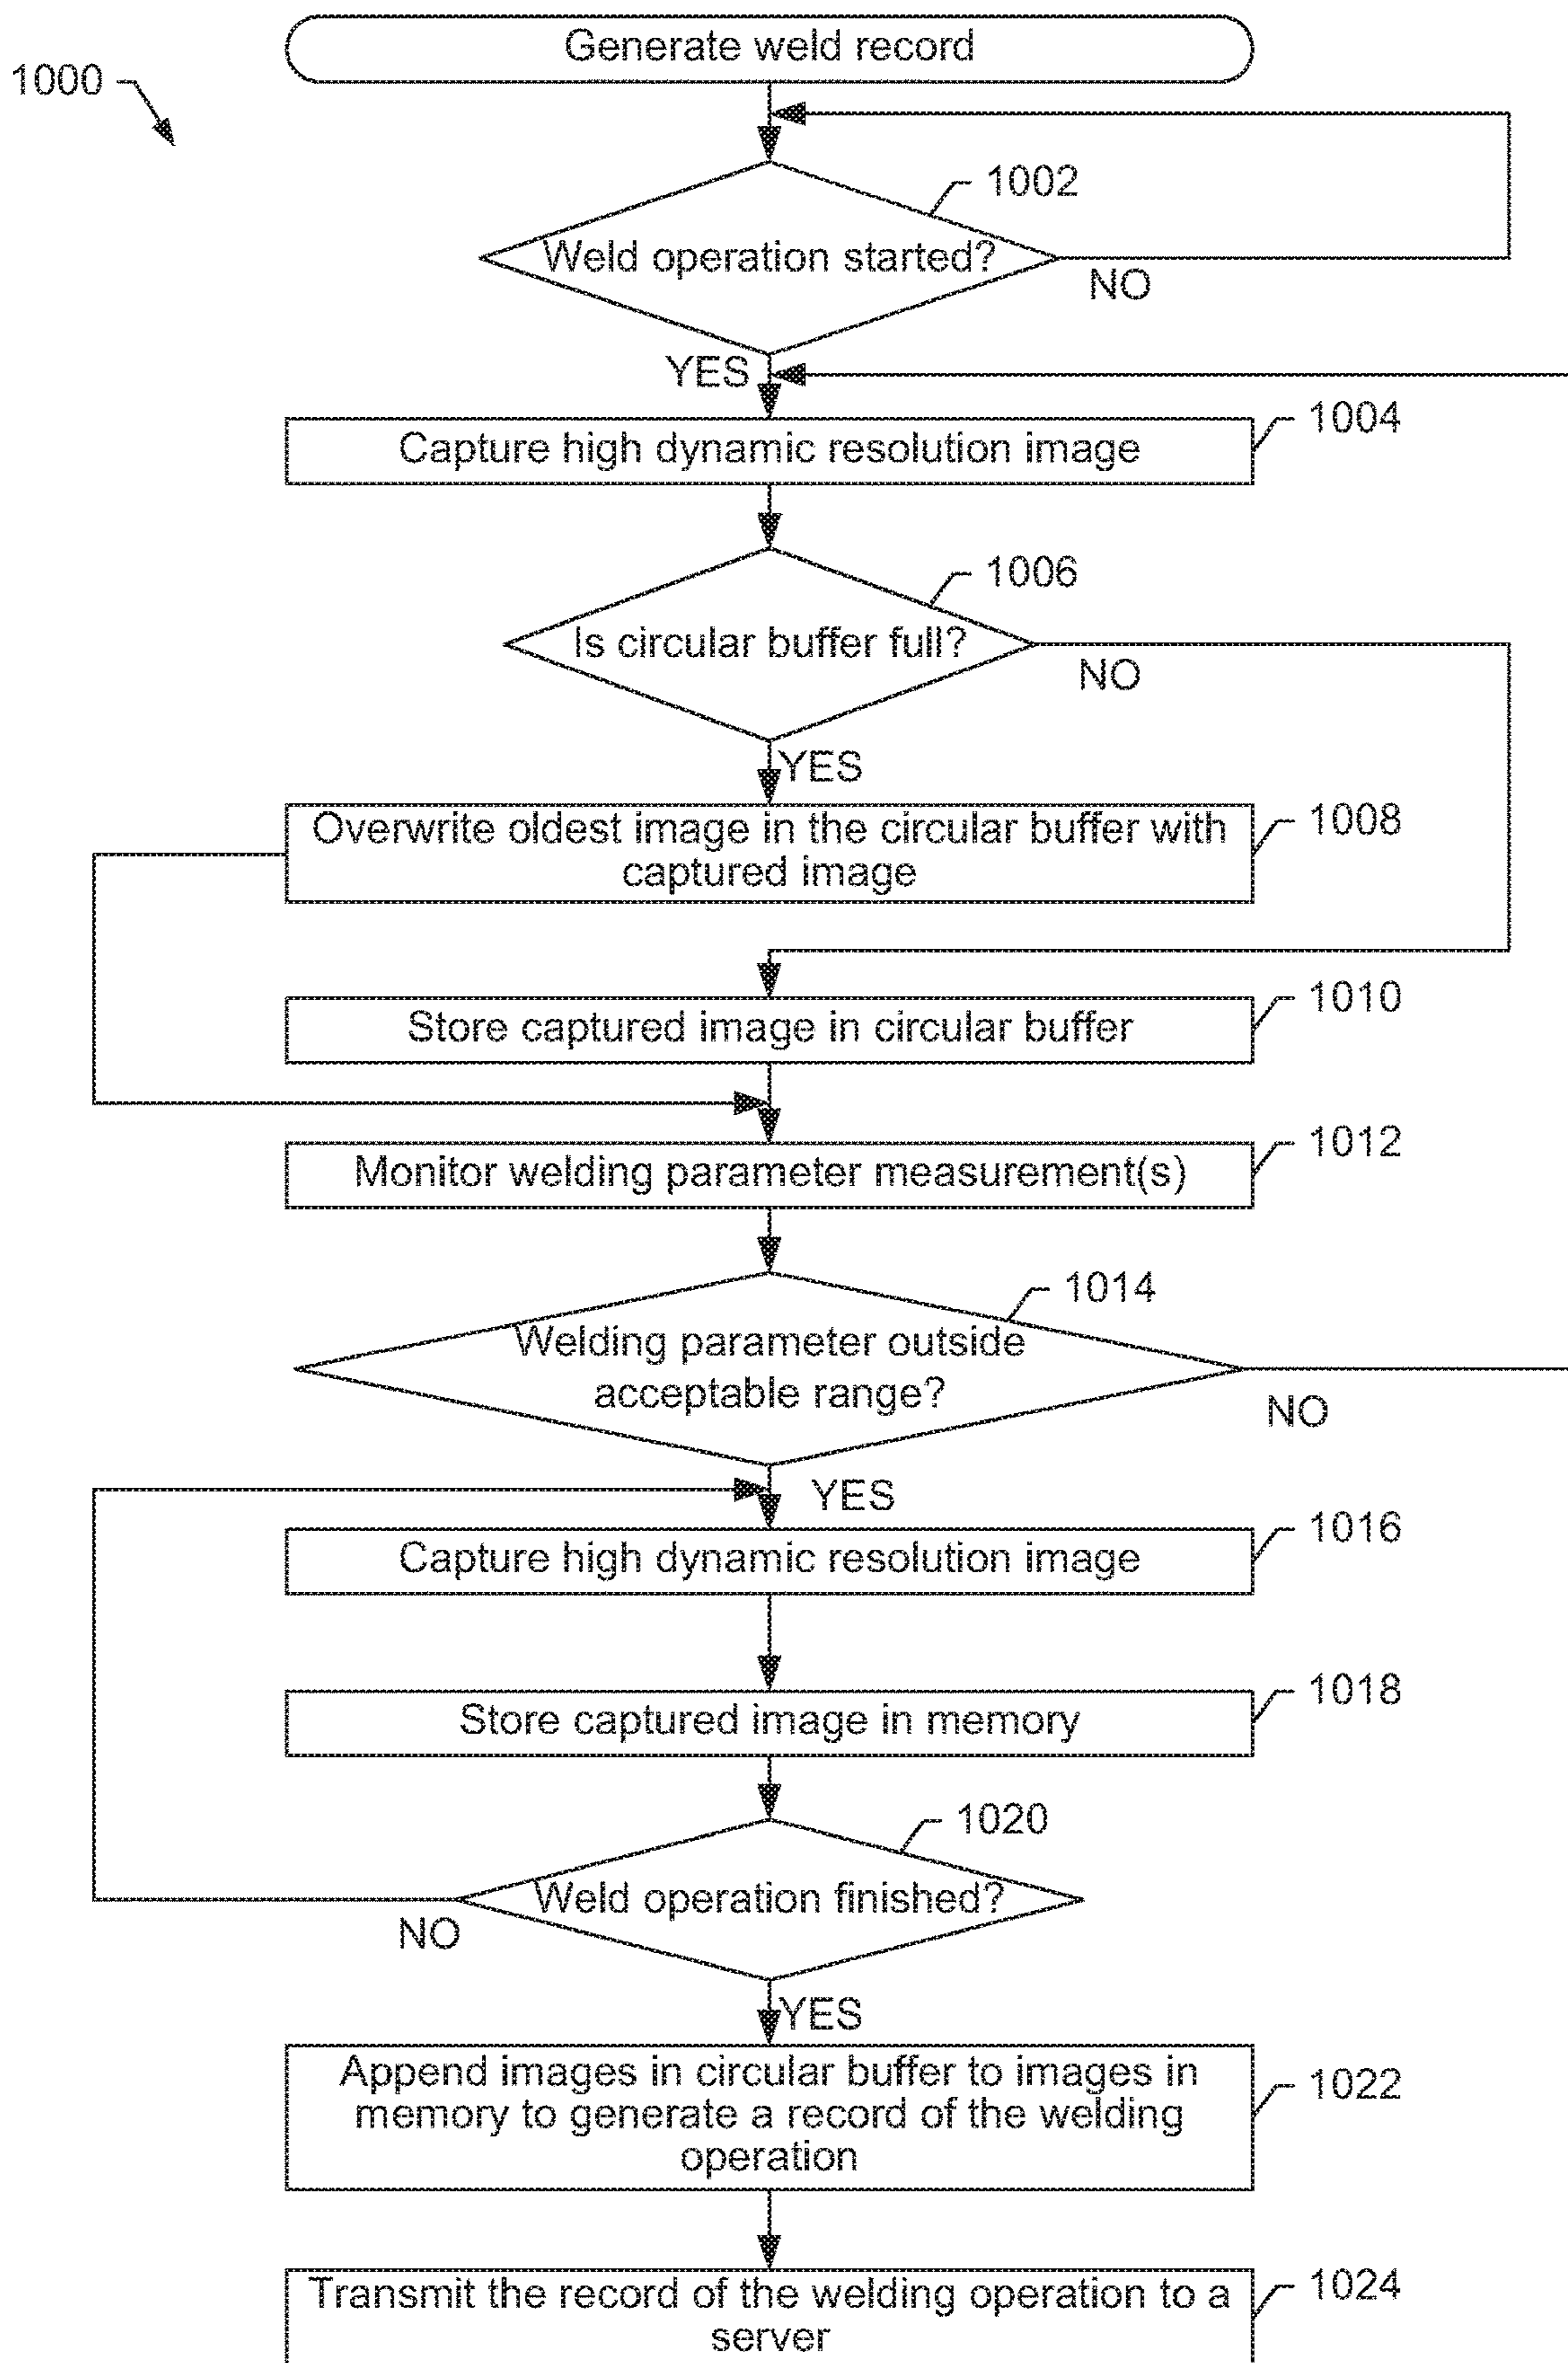 Generate weld record
1000
1002
Weld operation started?
NO
YES
1004
Capture high dynamic resolution image
1006
Is circular buffer full?
NO
YES
1008
Overwrite oldest image in the circular buffer with
captured image
1010
Store captured image in circular buffer
1012
Monitor welding parameter measurement(s)
1014
Welding parameter outside
acceptable range?
NO
YES
1016
Capture high dynamic resolution image
1018
Store captured image in memory
1020
Weld operation finished?
NO
YES
1022
Append images in circular buffer to images in
memory to generate a record of the welding
operation
1024
Transmit the record of the welding operation to a
server